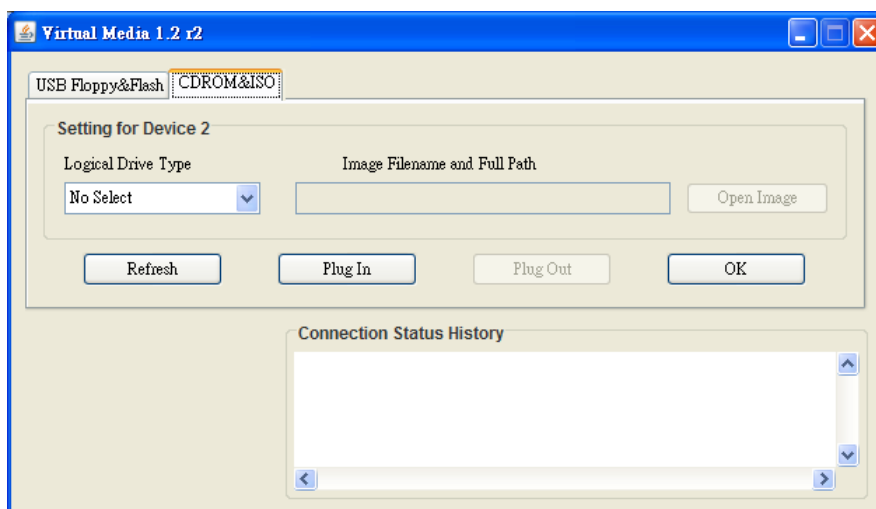 Virtual Media 1.2 r2
USB Floppy&Flash CDROM&ISO
Setting for Device 2
Logical Drive Type Image Filename and Full Path
No Select Open Image
Refresh Plug In Plug Out OK
Connection Status History